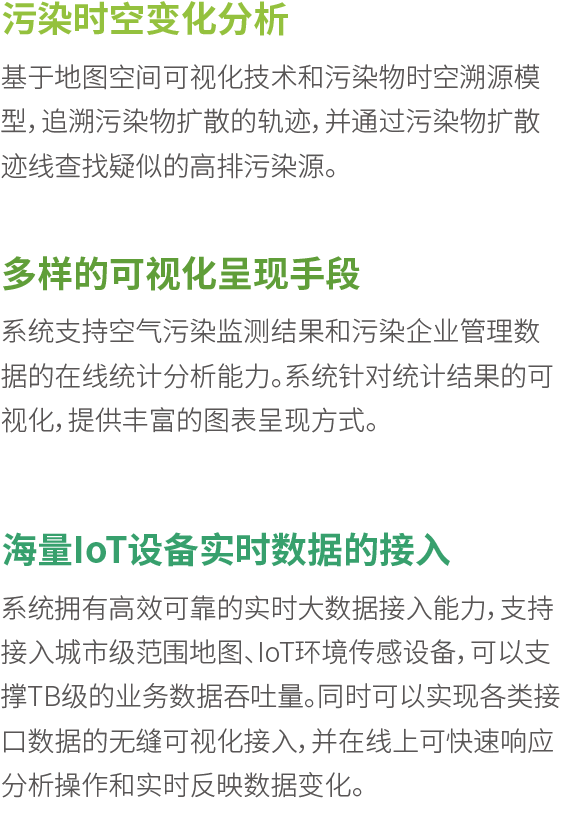 污染时空变化分析
基于地图空间可视化技术和污染物时空溯源模
型，追溯污染物扩散的轨迹，并通过污染物扩散
迹线查找疑似的高排污染源。
多样的可视化呈现手段
系统支持空气污染监测结果和污染企业管理数
据的在线统计分析能力。系统针对统计结果的可
视化，提供丰富的图表呈现方式。
海量IoT设备实时数据的接入
系统拥有高效可靠的实时大数据接入能力，支持
接入城市级范围地图、IoT环境传感设备，可以支
撑TB级的业务数据吞吐量。同时可以实现各类接
口数据的无缝可视化接入，并在线上可快速响应
分析操作和实时反映数据变化。